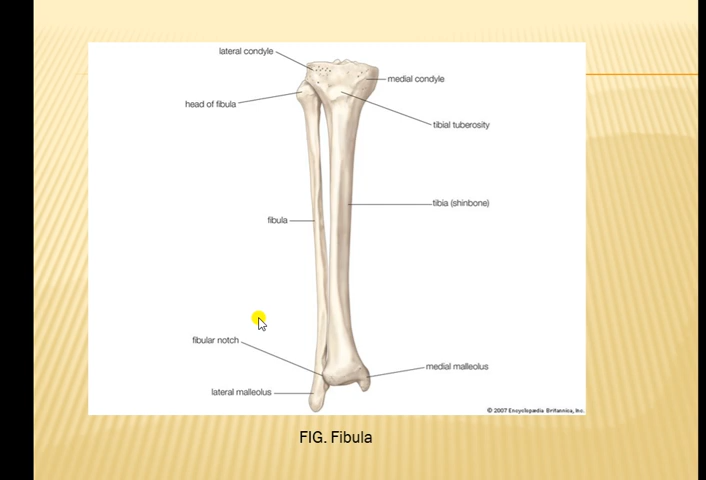 lateral condyle
medial condyle
head of fibula
tibial tuberosity
tibia (shinbone)
fibula
fibular notch
medial malleolus
lateral malleolus
© 2007 Encyclopædia Britannica, Inc.
FIG. Fibula